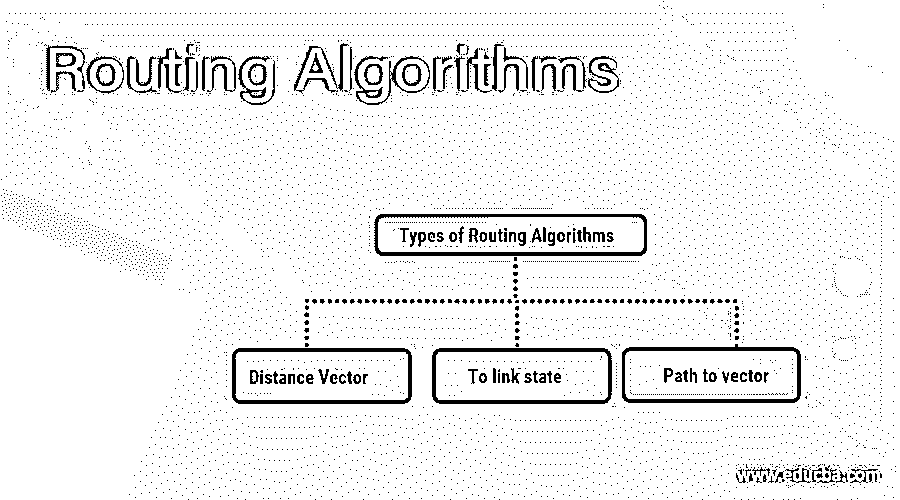 Routing Algorithms
Types of Routing Algorithms
Distance Vector
To link state
Path to vector
www.educba.com